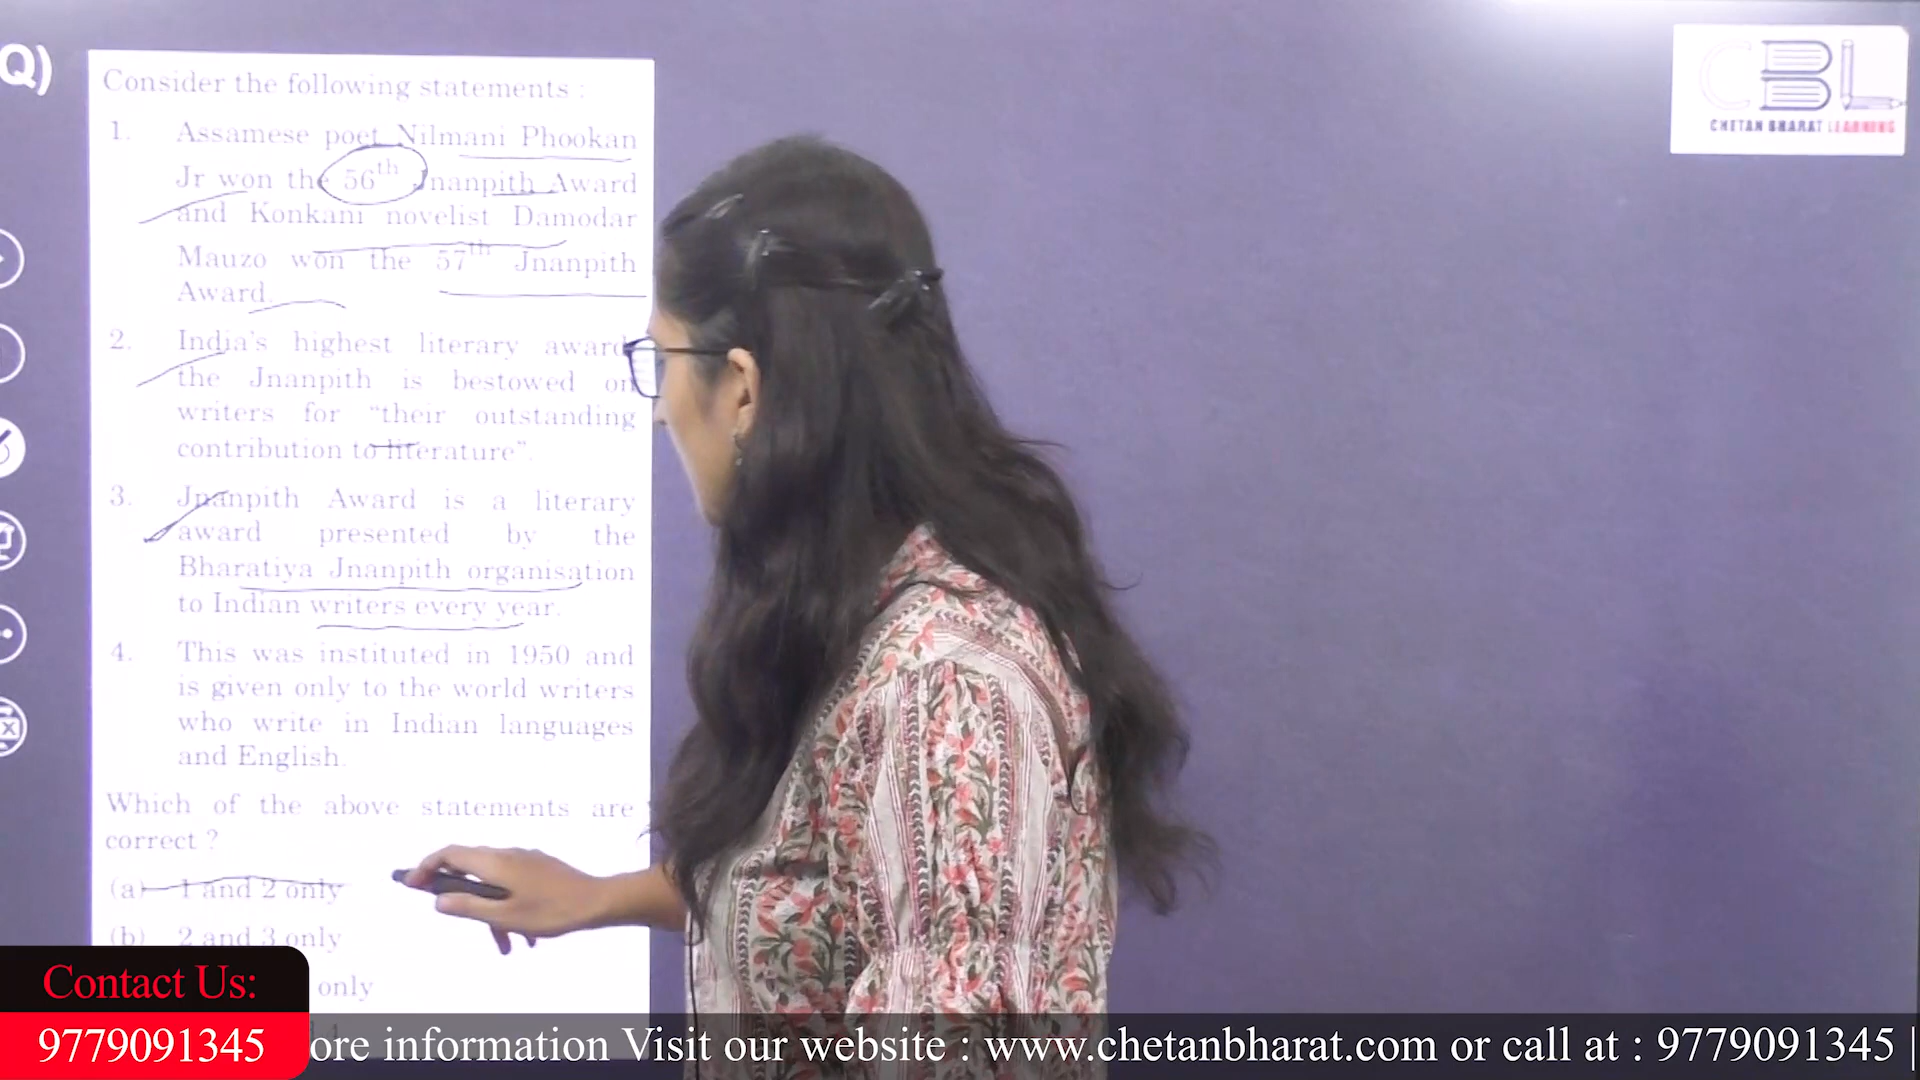 Q)
Consider the following statements :
1. Assamese poet Nilmani Phookan
Jr won the 56th Jnanpith Award
and Konkani novelist Damodar
Mauzo won the 57th Jnanpith
Award.
2. India's highest literary award
the Jnanpith is bestowed on
writers for “their outstanding
contribution to literature”.
3. Jnanpith Award is a literary
award presented by the
Bharatiya Jnanpith organisation
to Indian writers every year.
4. This was instituted in 1950 and
is given only to the world writers
who write in Indian languages
and English.
Which of the above statements are
correct ?
(a) 1 and 2 only
(b) 2 and 3 only
only
CBL
CHETAN BHARAT LEARNING
Contact Us:
9779091345
ore information Visit our website : www.chetanbharat.com or call at : 9779091345 |